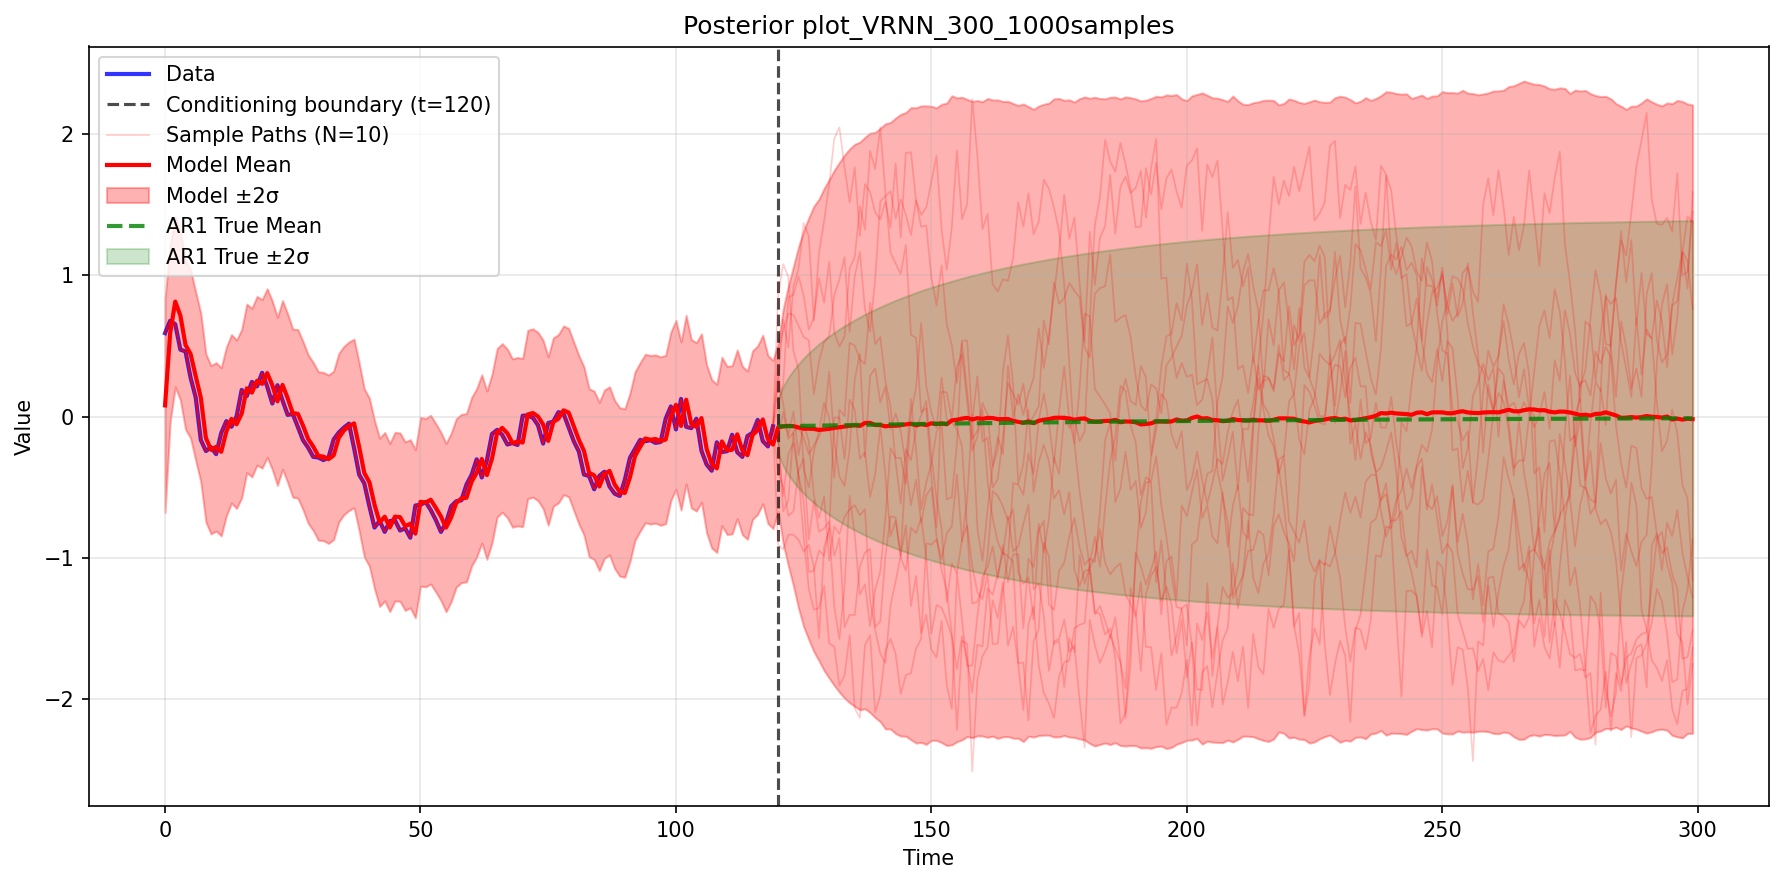 Posterior plot_VRNN_300_1000samples
Data
Conditioning boundary (t=120)
Sample Paths (N=10)
Model Mean
Model ±2σ
AR1 True Mean
AR1 True ±2σ
Value
2
1
0
−1
−2
0 50 100 150 200 250 300
Time